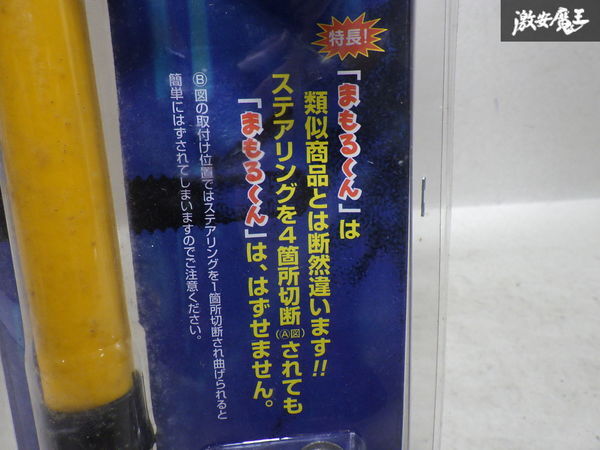 激安魔王
特長!
「まもるくん」は
類似商品とは断然違います!!
ステアリングを4箇所切断(A図)されても
「まもるくん」は、はずせません。
Ⓑ図の取付け位置ではステアリングを1箇所切断され曲げられると
簡単にはずされてしまいますのでご注意ください。